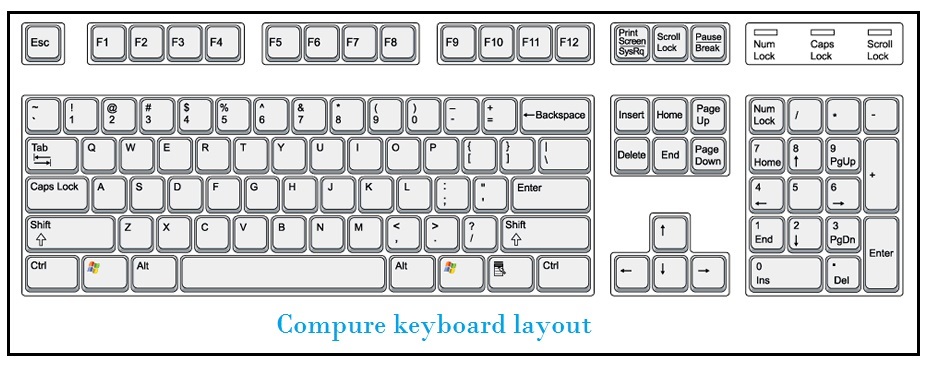 Esc F1 F2 F3 F4 F5 F6 F7 F8 F9 F10 F11 F12 Print Screen SysRq Scroll Lock Pause Break Num Lock Caps Lock Scroll Lock
~ ` ! 1 @ 2 # 3 $ 4 % 5 ^ 6 & 7 * 8 ( 9 ) 0 – - + = ←Backspace Insert Home Page Up Num Lock / * -
Tab Q W E R T Y U I O P { [ } ] | \ Delete End Page Down 7 Home 8 ↑ 9 PgUp +
Caps Lock A S D F G H J K L : ; " ' Enter 4 ← 5 6 →
Shift Z X C V B N M < , > . ? / Shift ↑ 1 End 2 ↓ 3 PgDn Enter
Ctrl Alt Alt Ctrl ← ↓ → 0 Ins . Del
Compure keyboard layout